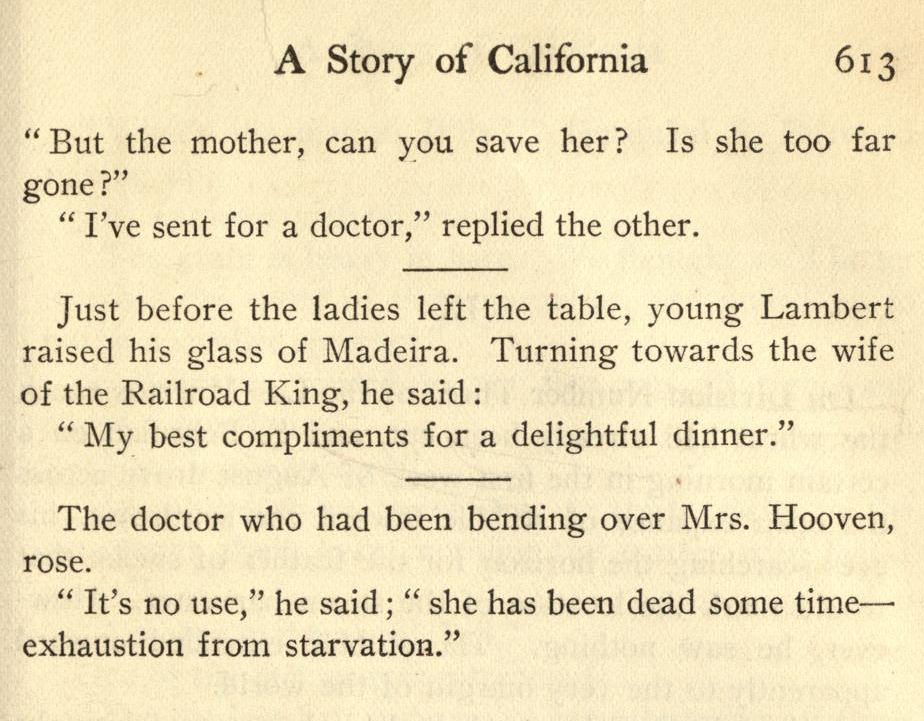 A Story of California 613
“ But the mother, can you save her? Is she too far
gone?”
“ I've sent for a doctor,” replied the other.
Just before the ladies left the table, young Lambert
raised his glass of Madeira. Turning towards the wife
of the Railroad King, he said :
“ My best compliments for a delightful dinner.”
The doctor who had been bending over Mrs. Hooven,
rose.
“ It's no use,” he said ; “ she has been dead some time—
exhaustion from starvation.”